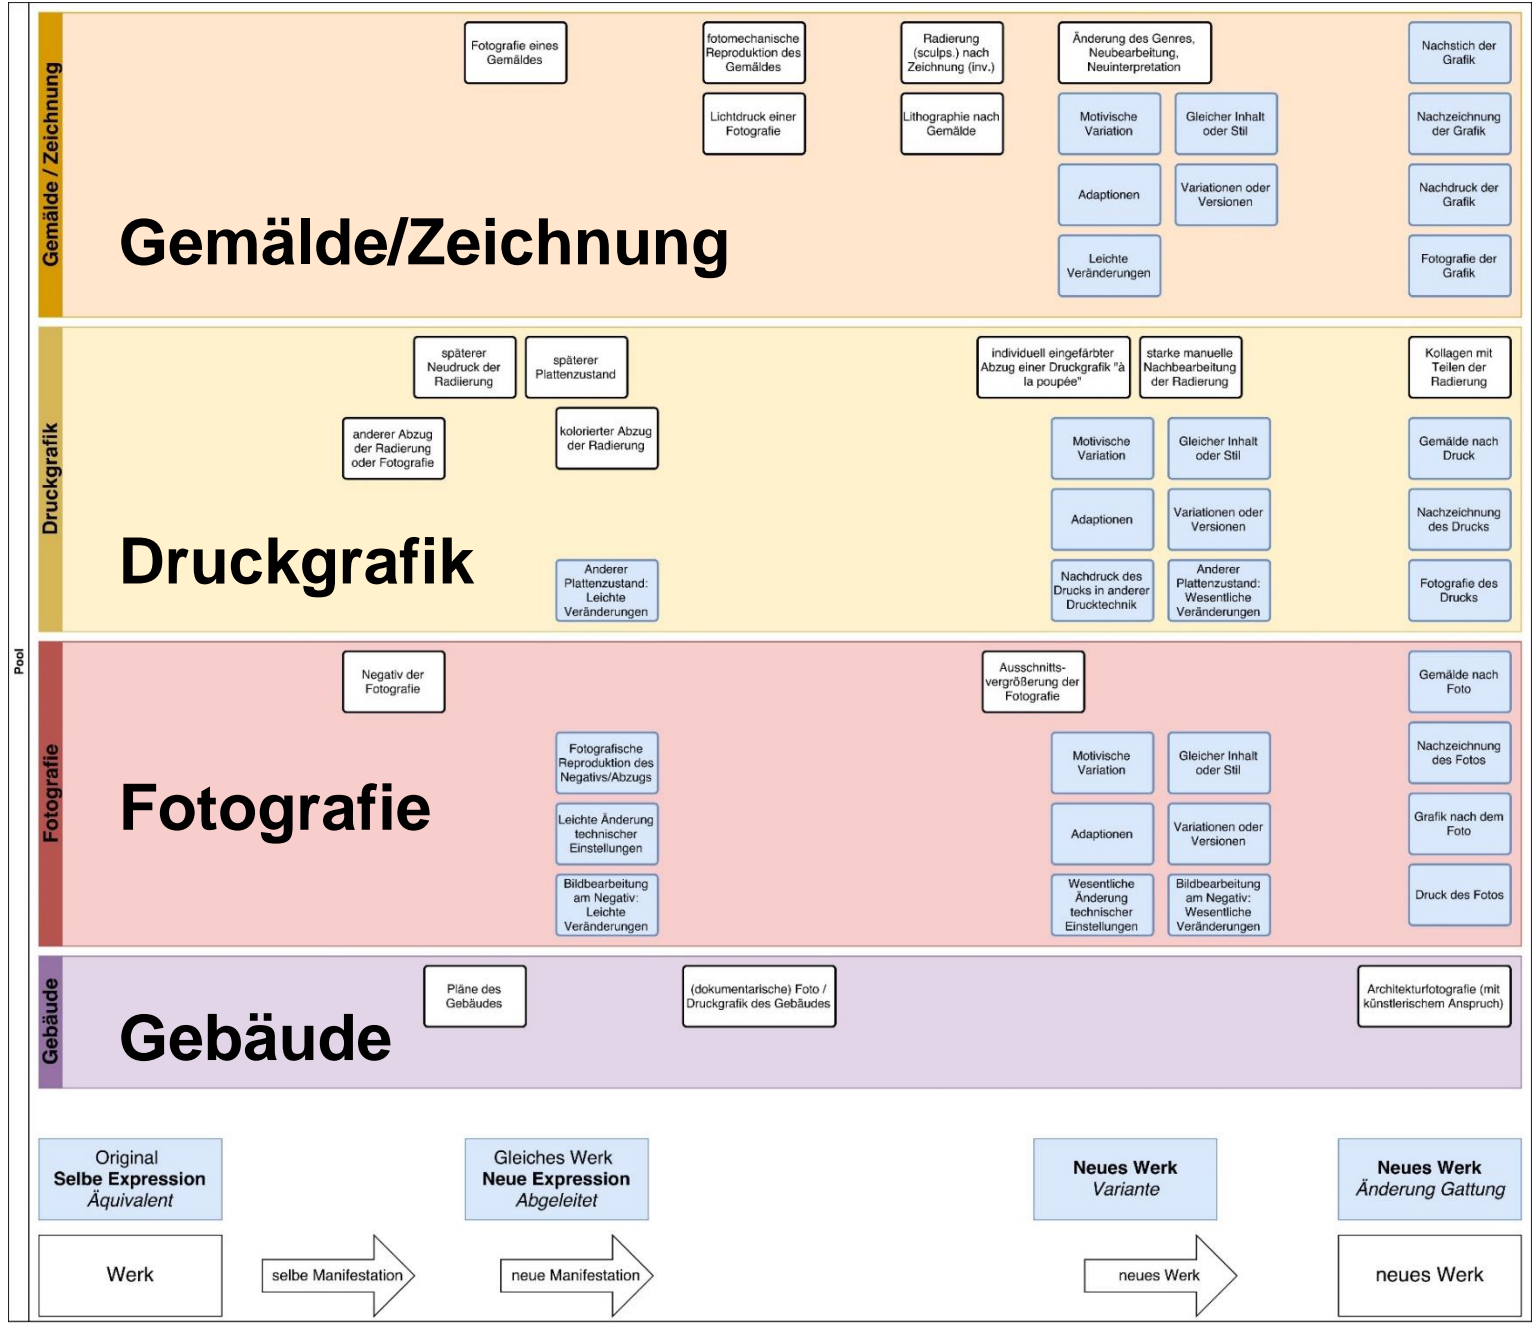 Pool
Gemälde / Zeichnung
Fotografie eines
Gemäldes
fotomechanische
Reproduktion des
Gemäldes
Radierung
(sculps.) nach
Zeichnung (inv.)
Änderung des Genres,
Neubearbeitung,
Neuinterpretation
Nachstich der
Grafik
Lichtdruck einer
Fotografie
Lithographie nach
Gemälde
Motivische
Variation
Gleicher Inhalt
oder Stil
Nachzeichnung
der Grafik
Adaptionen
Variationen oder
Versionen
Nachdruck der
Grafik
Gemälde/Zeichnung
Leichte
Veränderungen
Fotografie der
Grafik
Druckgrafik
späterer
Neudruck der
Radiierung
späterer
Plattenzustand
individuell eingefärbter
Abzug einer Druckgrafik "à
la poupée"
starke manuelle
Nachbearbeitung
der Radierung
Kollagen mit
Teilen der
Radierung
anderer Abzug
der Radierung
oder Fotografie
kolorierter Abzug
der Radierung
Motivische
Variation
Gleicher Inhalt
oder Stil
Gemälde nach
Druck
Adaptionen
Variationen oder
Versionen
Nachzeichnung
des Drucks
Druckgrafik
Anderer
Plattenzustand:
Leichte
Veränderungen
Nachdruck des
Drucks in anderer
Drucktechnik
Anderer
Plattenzustand:
Wesentliche
Veränderungen
Fotografie des
Drucks
Fotografie
Negativ der
Fotografie
Ausschnitts-
vergrößerung der
Fotografie
Gemälde nach
Foto
Fotografische
Reproduktion des
Negativs/Abzugs
Motivische
Variation
Gleicher Inhalt
oder Stil
Nachzeichnung
des Fotos
Fotografie
Leichte Änderung
technischer
Einstellungen
Adaptionen
Variationen oder
Versionen
Grafik nach dem
Foto
Bildbearbeitung
am Negativ:
Leichte
Veränderungen
Wesentliche
Änderung
technischer
Einstellungen
Bildbearbeitung
am Negativ:
Wesentliche
Veränderungen
Druck des Fotos
Gebäude
Pläne des
Gebäudes
(dokumentarische) Foto /
Druckgrafik des Gebäudes
Architekturfotografie (mit
künstlerischem Anspruch)
Gebäude
Original
Selbe Expression
Äquivalent
Gleiches Werk
Neue Expression
Abgeleitet
Neues Werk
Variante
Neues Werk
Änderung Gattung
Werk
selbe Manifestation
neue Manifestation
neues Werk
neues Werk